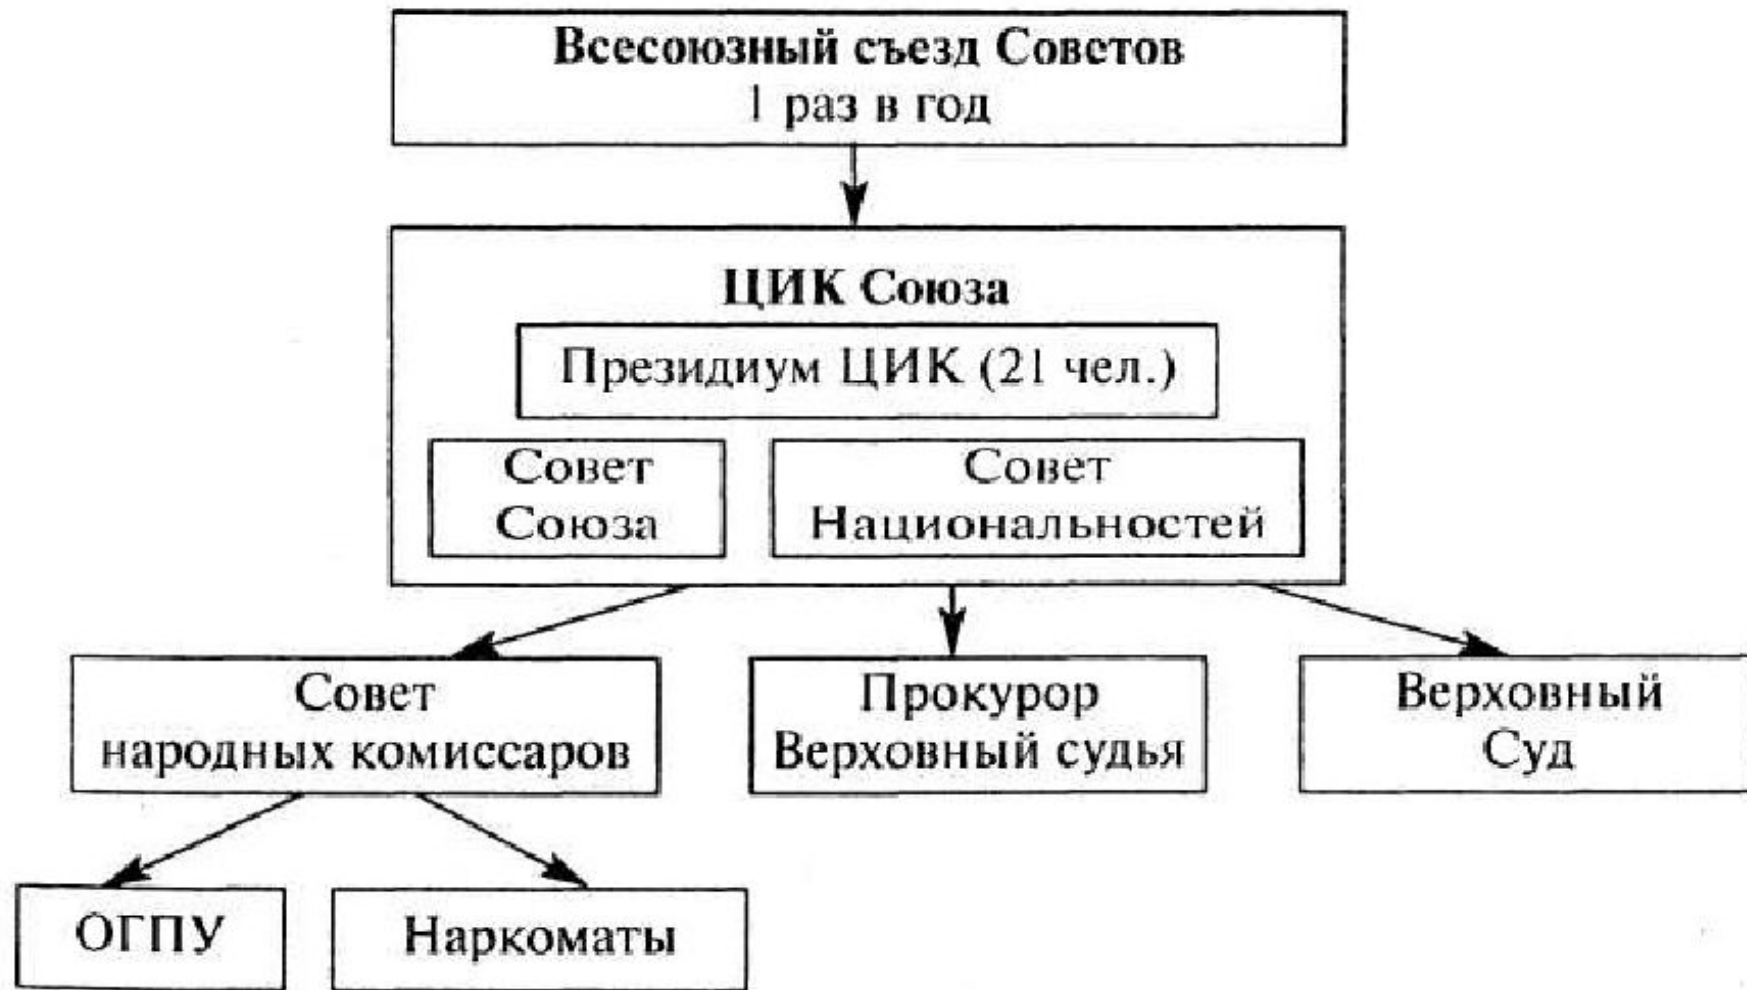 Всесоюзный съезд Советов
1 раз в год
ЦИК Союза
Президиум ЦИК (21 чел.)
Совет
Союза
Совет
Национальностей
Совет
народных комиссаров
Прокурор
Верховный судья
Верховный
Суд
ОГПУ
Наркоматы